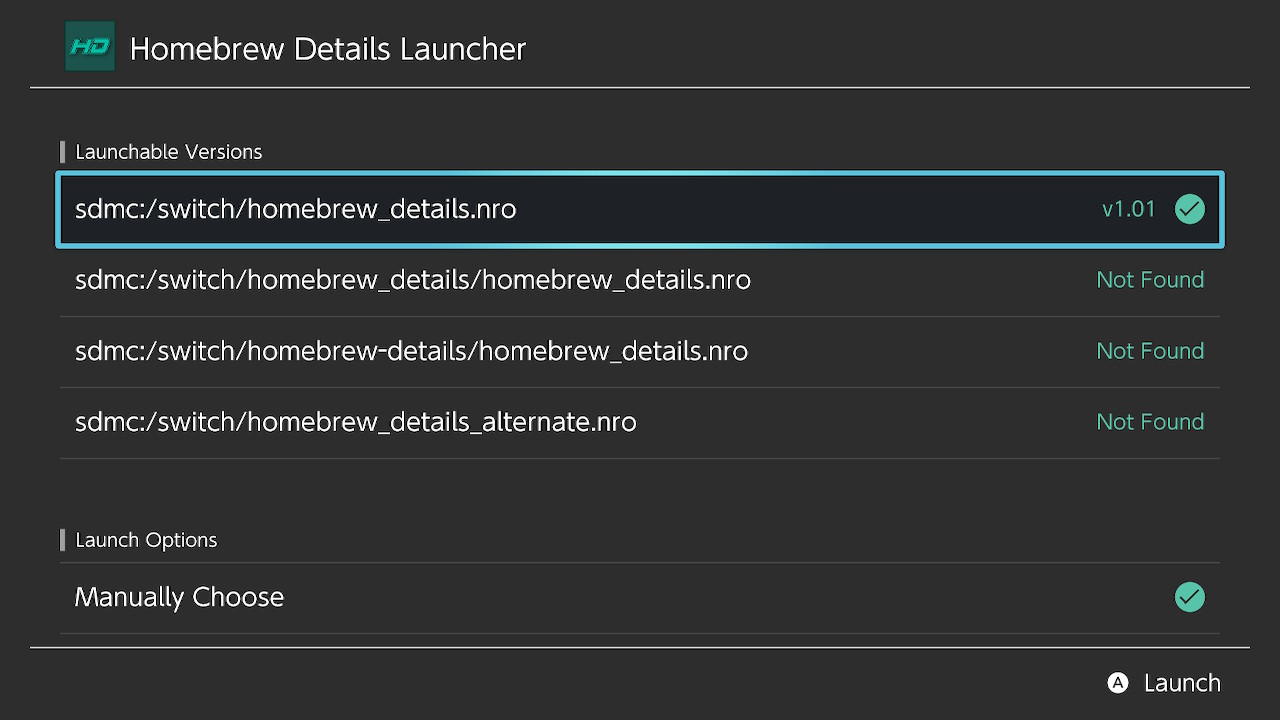 HD Homebrew Details Launcher
Launchable Versions
sdmc:/switch/homebrew_details.nro v1.01
sdmc:/switch/homebrew_details/homebrew_details.nro Not Found
sdmc:/switch/homebrew-details/homebrew_details.nro Not Found
sdmc:/switch/homebrew_details_alternate.nro Not Found
Launch Options
Manually Choose
A Launch